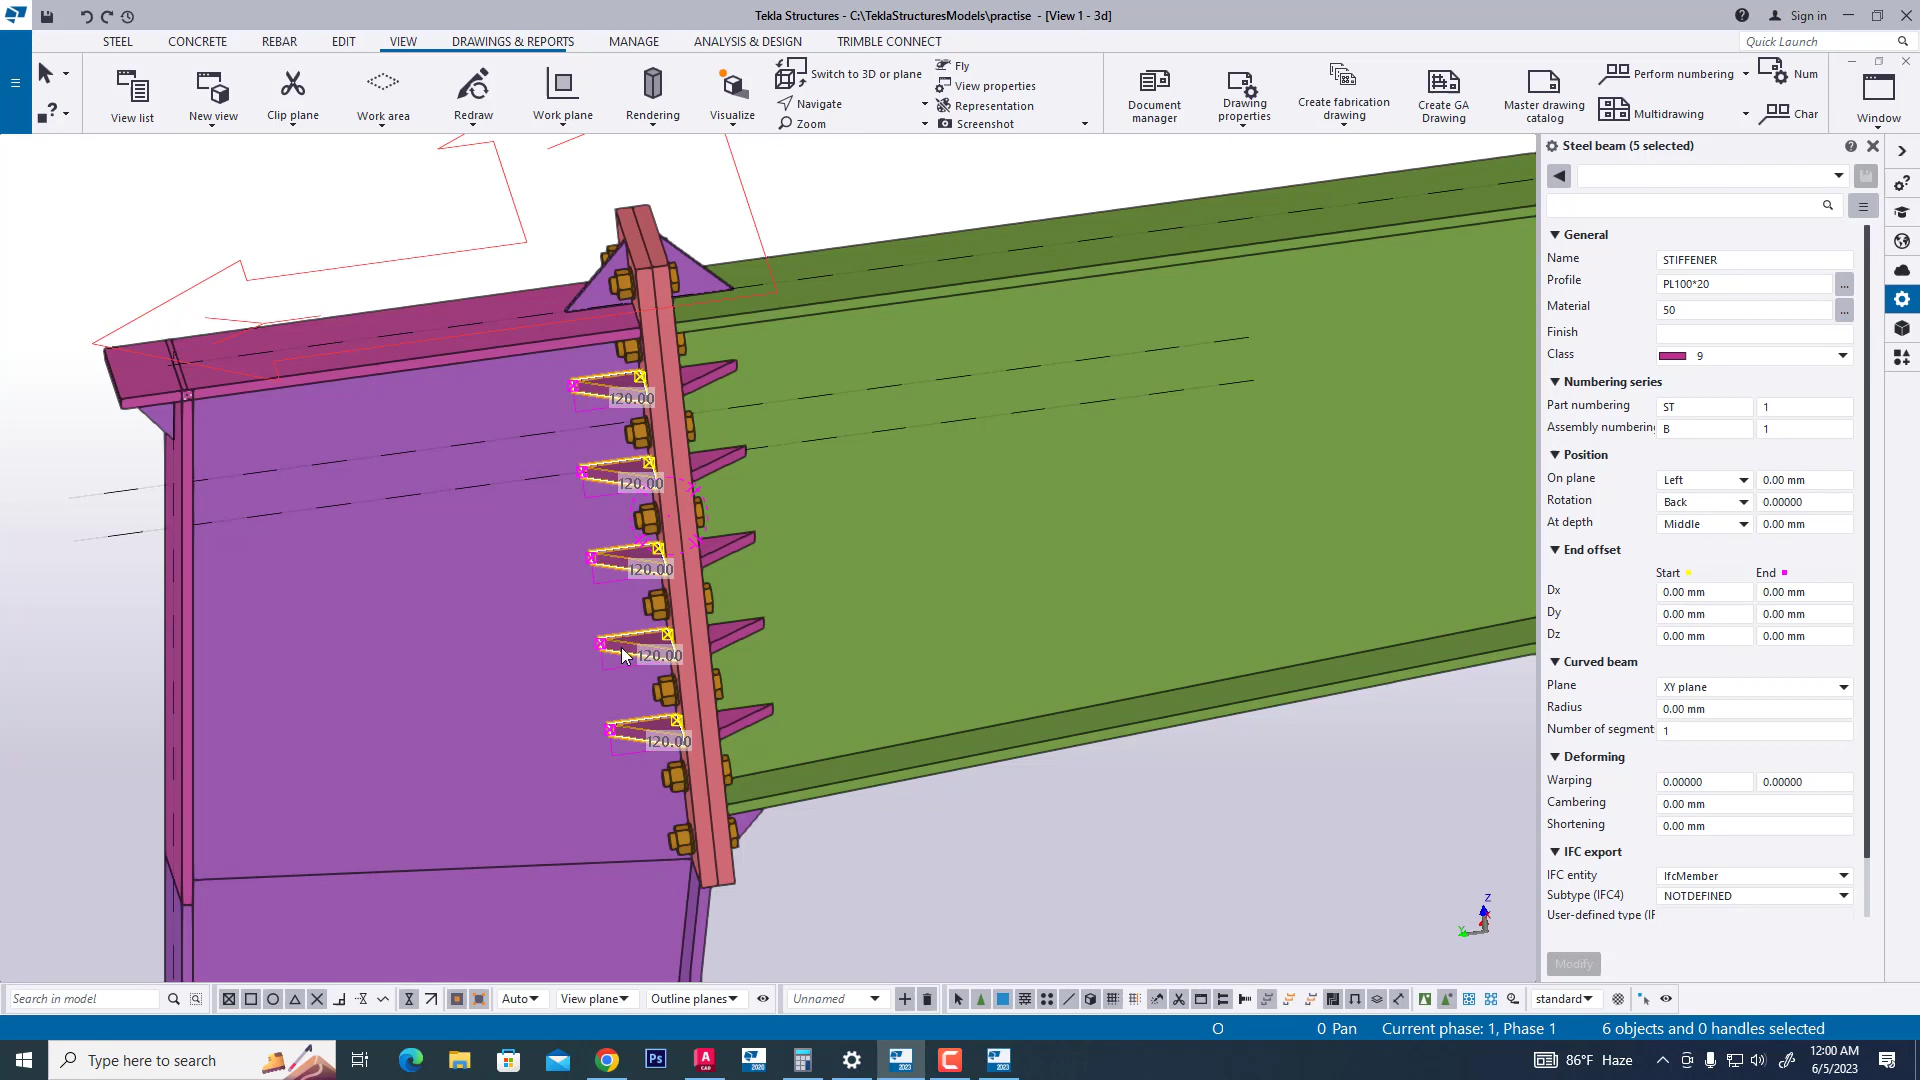 Tekla Structures - C:\TeklaStructuresModels\practise - [View 1 - 3d]
Sign in
STEEL CONCRETE REBAR EDIT VIEW DRAWINGS & REPORTS MANAGE ANALYSIS & DESIGN TRIMBLE CONNECT
Quick Launch
View list
New view
Clip plane
Work area
Redraw
Work plane
Rendering
Visualize
Switch to 3D or plane
Navigate
Zoom
Fly
View properties
Representation
Screenshot
Document manager
Drawing properties
Create fabrication drawing
Create GA Drawing
Master drawing catalog
Perform numbering
Multidrawing
Num
Char
Window
Steel beam (5 selected)
General
Name STIFFENER
Profile PL100*20 ...
Material 50 ...
Finish
Class 9
Numbering series
Part numbering ST 1
Assembly numbering B 1
Position
On plane Left 0.00 mm
Rotation Back 0.00000
At depth Middle 0.00 mm
End offset
Start End
Dx 0.00 mm 0.00 mm
Dy 0.00 mm 0.00 mm
Dz 0.00 mm 0.00 mm
Curved beam
Plane XY plane
Radius 0.00 mm
Number of segment 1
Deforming
Warping 0.00000 0.00000
Cambering 0.00 mm
Shortening 0.00 mm
IFC export
IFC entity IfcMember
Subtype (IFC4) NOTDEFINED
User-defined type (IF
Modify
120.00
120.00
120.00
120.00
120.00
Z
Y
Search in model
Auto
View plane
Outline planes
Unnamed
standard
O 0 Pan Current phase: 1, Phase 1 6 objects and 0 handles selected
Type here to search
Ps
A
CAD
2020
2023
2023
86°F Haze
12:00 AM
6/5/2023